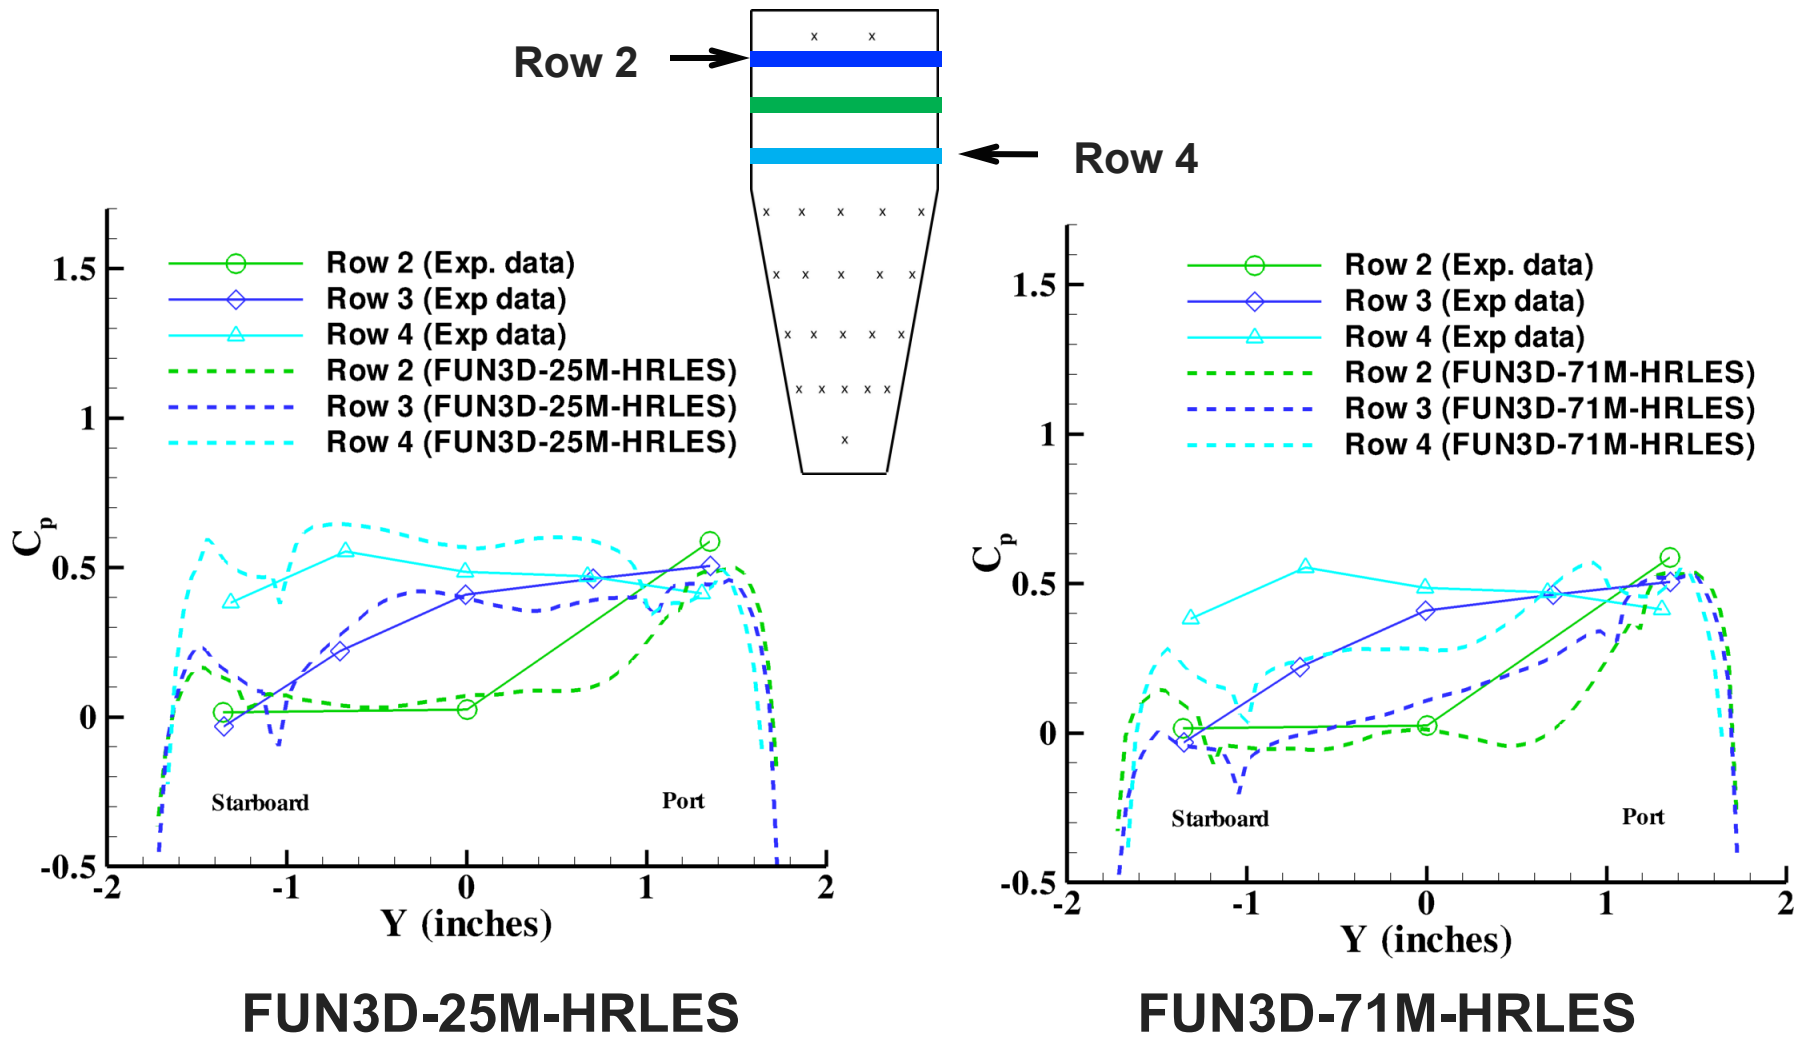 Row 2
Row 4
Row 2 (Exp. data)
Row 3 (Exp data)
Row 4 (Exp data)
Row 2 (FUN3D-25M-HRLES)
Row 3 (FUN3D-25M-HRLES)
Row 4 (FUN3D-25M-HRLES)
1.5
1
0.5
0
-0.5
Cp
Starboard
Port
-2
-1
0
1
2
Y (inches)
FUN3D-25M-HRLES
Row 2 (Exp. data)
Row 3 (Exp data)
Row 4 (Exp data)
Row 2 (FUN3D-71M-HRLES)
Row 3 (FUN3D-71M-HRLES)
Row 4 (FUN3D-71M-HRLES)
1.5
1
0.5
0
-0.5
Cp
Starboard
Port
-2
-1
0
1
2
Y (inches)
FUN3D-71M-HRLES